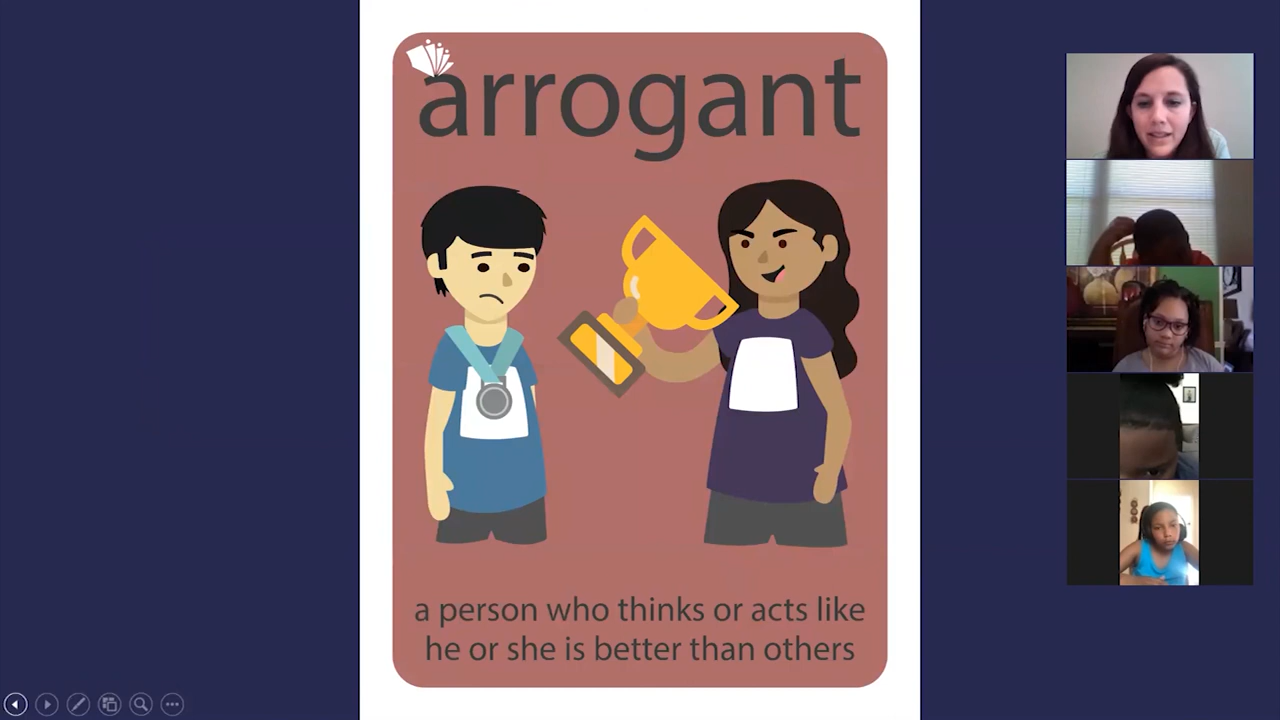 arrogant
a person who thinks or acts like
he or she is better than others